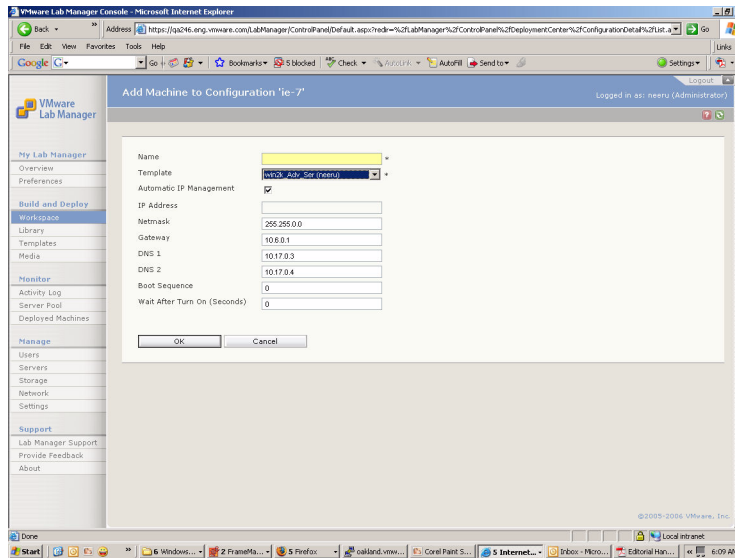 VMware Lab Manager Console - Microsoft Internet Explorer
Back » Address https://qa246.eng.vmware.com/LabManager/ControlPanel/Default.aspx?redir=%2fLabManager%2fControlPanel%2fDeploymentCenter%2fConfigurationDetail%2fList.a Go
File Edit View Favorites Tools Help Links
Google G Go Bookmarks 5 blocked Check AutoLink AutoFill Send to Settings
Logout
VMware
Lab Manager
Add Machine to Configuration 'ie-7'
Logged in as: neeru (Administrator)
My Lab Manager
Overview
Preferences
Build and Deploy
Workspace
Library
Templates
Media
Monitor
Activity Log
Server Pool
Deployed Machines
Manage
Users
Servers
Storage
Network
Settings
Support
Lab Manager Support
Provide Feedback
About
Name *
Template win2k_Adv_Ser (neeru) *
Automatic IP Management
IP Address
Netmask 255.255.0.0
Gateway 10.6.0.1
DNS 1 10.17.0.3
DNS 2 10.17.0.4
Boot Sequence 0
Wait After Turn On (Seconds) 0
OK Cancel
©2005-2006 VMware, Inc.
Done Local intranet
Start » 6 Windows... 2 FrameMa... 5 Firefox oakland.vmw... Corel Paint S... 5 Internet... Inbox - Micro... Editorial Han... « 6:09 AM